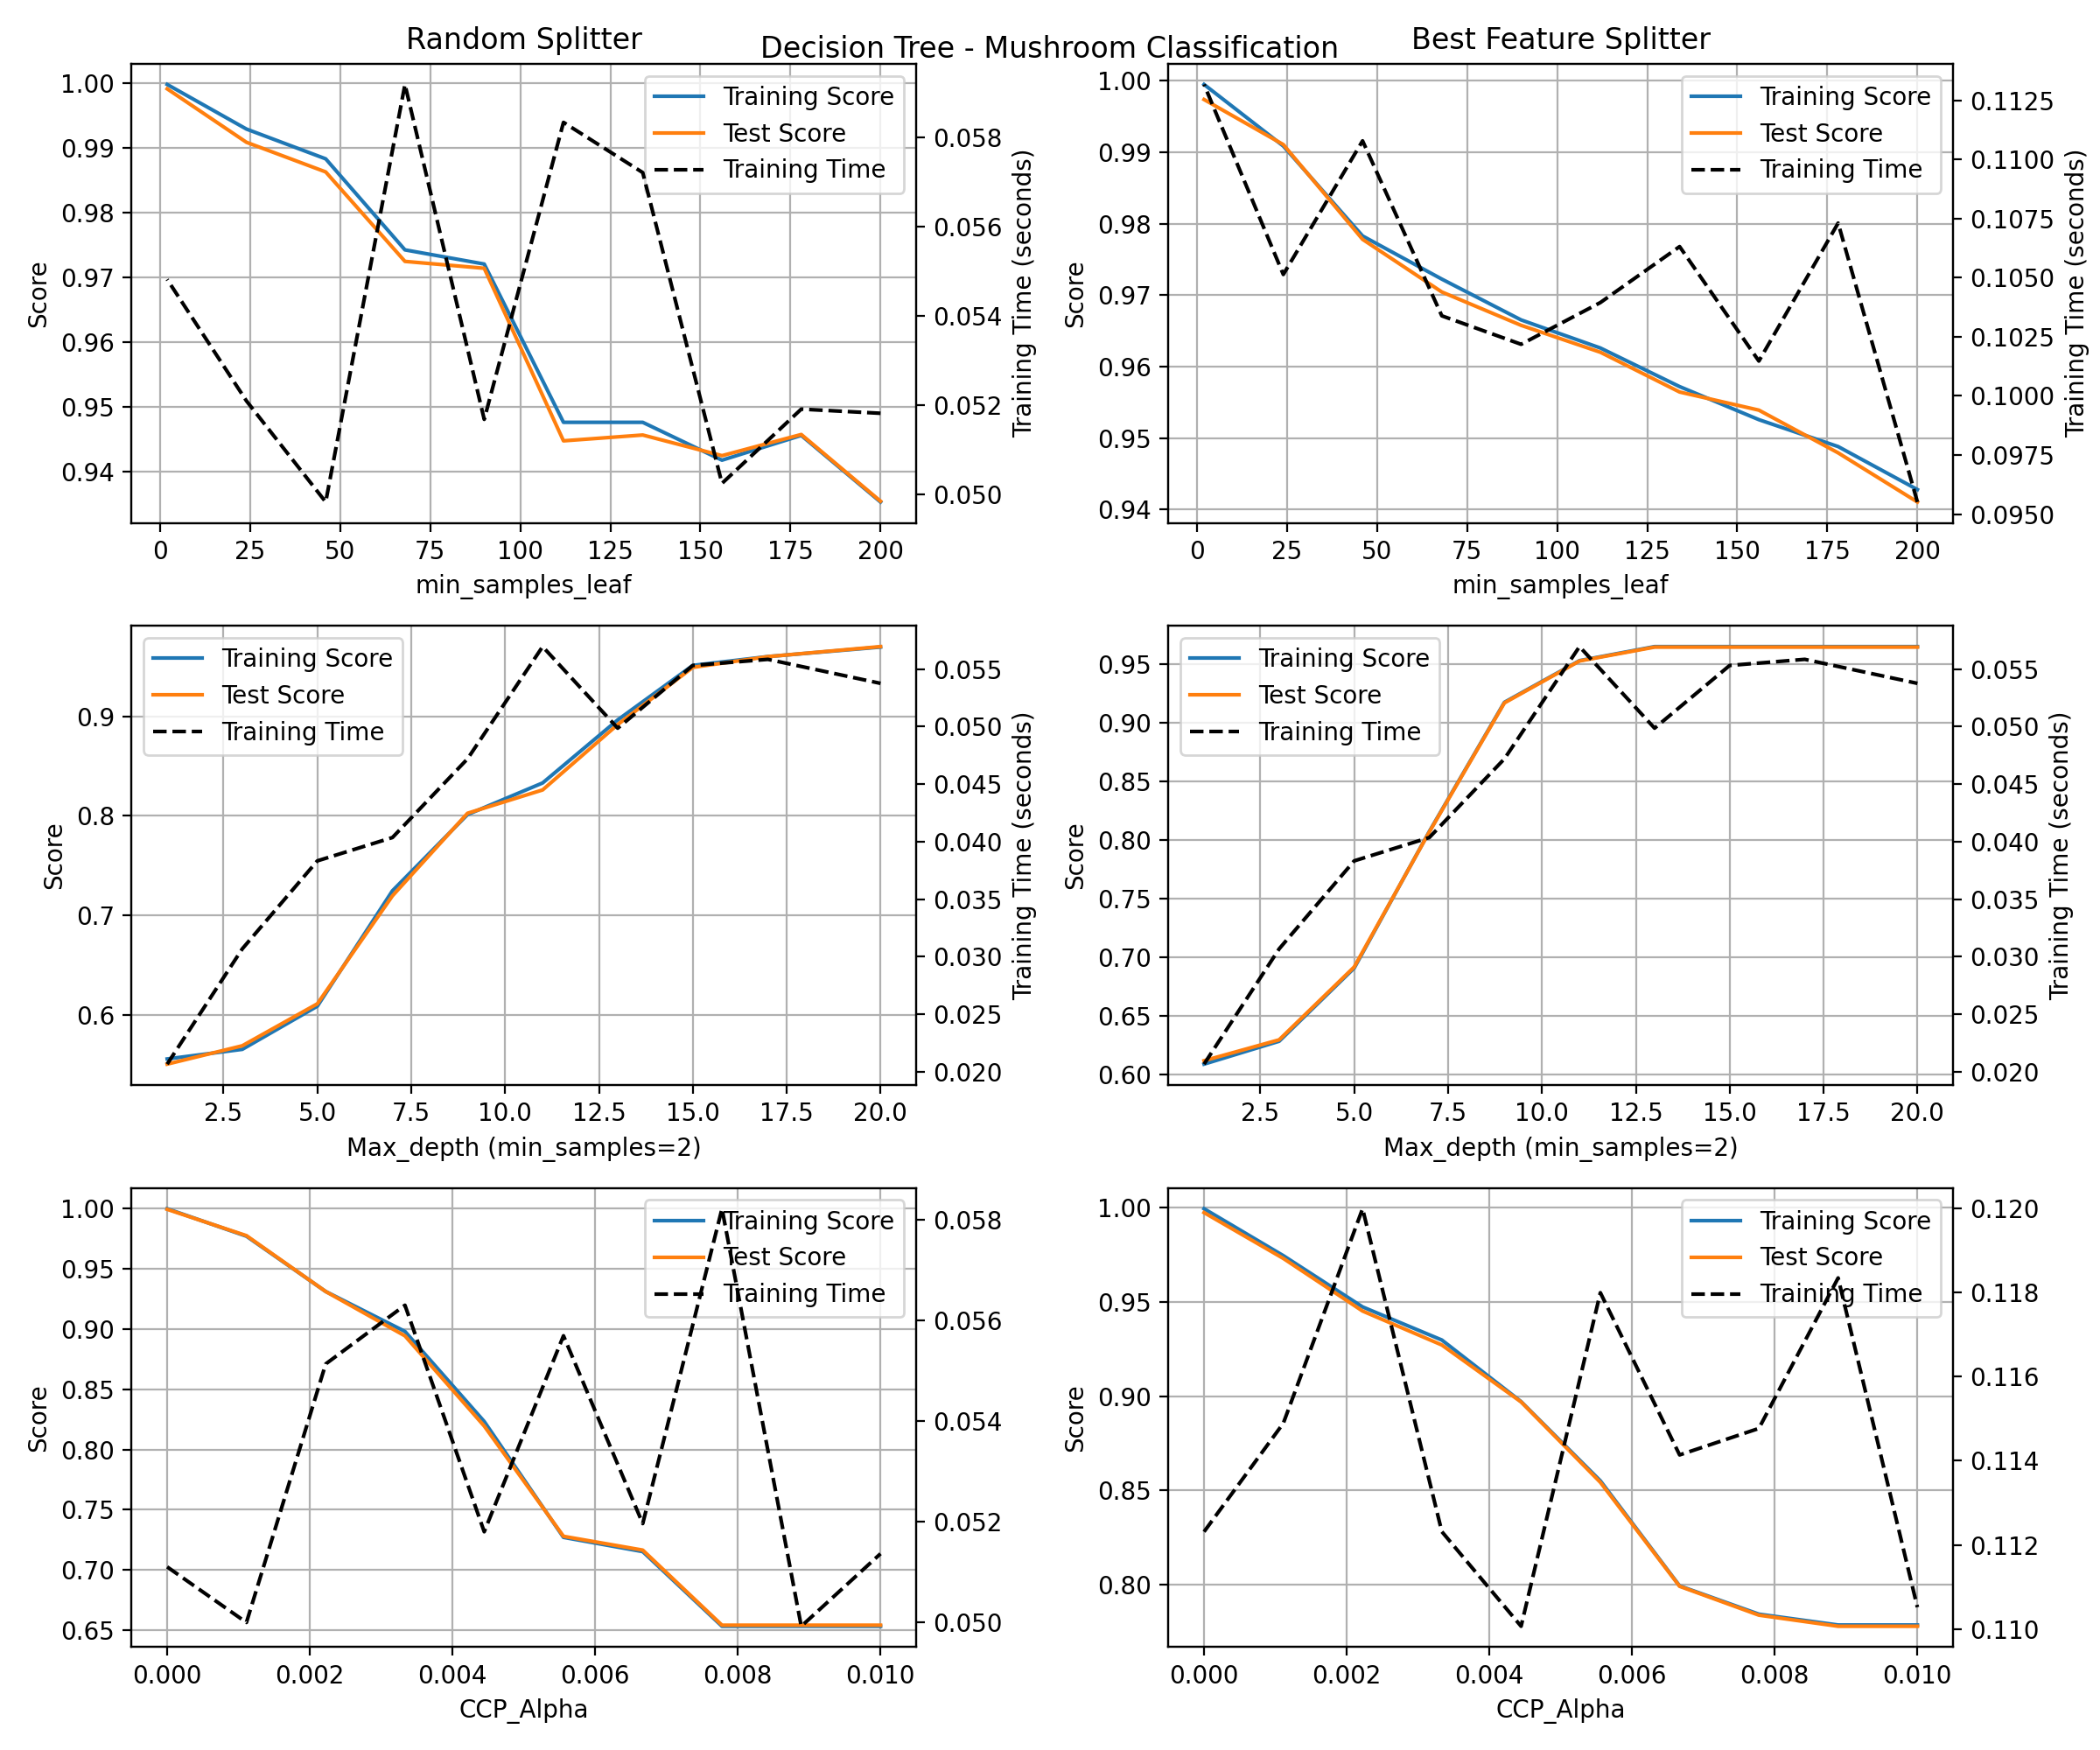 Decision Tree - Mushroom Classification
Random Splitter
1.00
0.99
0.98
0.97
0.96
0.95
0.94
Score
0 25 50 75 100 125 150 175 200
min_samples_leaf
0.058
0.056
0.054
0.052
0.050
Training Time (seconds)
Training Score
Test Score
Training Time
Best Feature Splitter
1.00
0.99
0.98
0.97
0.96
0.95
0.94
Score
0 25 50 75 100 125 150 175 200
min_samples_leaf
0.1125
0.1100
0.1075
0.1050
0.1025
0.1000
0.0975
0.0950
Training Time (seconds)
Training Score
Test Score
Training Time
0.9
0.8
0.7
0.6
Score
2.5 5.0 7.5 10.0 12.5 15.0 17.5 20.0
Max_depth (min_samples=2)
0.055
0.050
0.045
0.040
0.035
0.030
0.025
0.020
Training Time (seconds)
Training Score
Test Score
Training Time
0.95
0.90
0.85
0.80
0.75
0.70
0.65
0.60
Score
2.5 5.0 7.5 10.0 12.5 15.0 17.5 20.0
Max_depth (min_samples=2)
0.055
0.050
0.045
0.040
0.035
0.030
0.025
0.020
Training Time (seconds)
Training Score
Test Score
Training Time
1.00
0.95
0.90
0.85
0.80
0.75
0.70
0.65
Score
0.000 0.002 0.004 0.006 0.008 0.010
CCP_Alpha
0.058
0.056
0.054
0.052
0.050
Training Score
Test Score
Training Time
1.00
0.95
0.90
0.85
0.80
Score
0.000 0.002 0.004 0.006 0.008 0.010
CCP_Alpha
0.120
0.118
0.116
0.114
0.112
0.110
Training Score
Test Score
Training Time